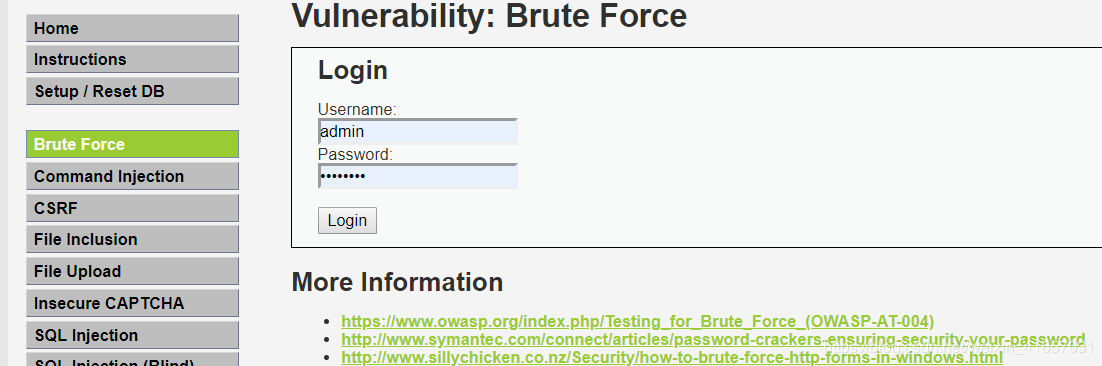 Home
Instructions
Setup / Reset DB
Brute Force
Command Injection
CSRF
File Inclusion
File Upload
Insecure CAPTCHA
SQL Injection
SQL Injection (Blind)
Vulnerability: Brute Force
Login
Username:
admin
Password:
••••••••
Login
More Information
• https://www.owasp.org/index.php/Testing_for_Brute_Force_(OWASP-AT-004)
• http://www.symantec.com/connect/articles/password-crackers-ensuring-security-your-password
• http://www.sillychicken.co.nz/Security/how-to-brute-force-http-forms-in-windows.html